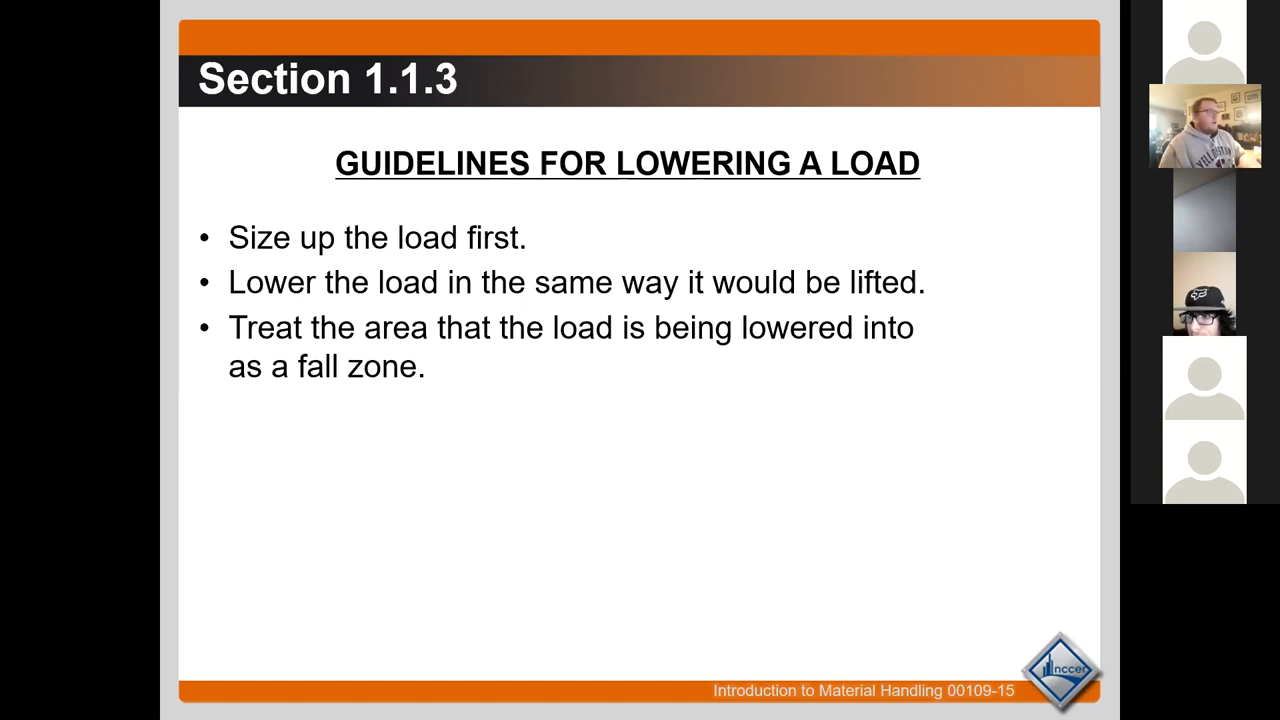 Section 1.1.3
GUIDELINES FOR LOWERING A LOAD
• Size up the load first.
• Lower the load in the same way it would be lifted.
• Treat the area that the load is being lowered into
as a fall zone.
nccer
Introduction to Material Handling 00109-15